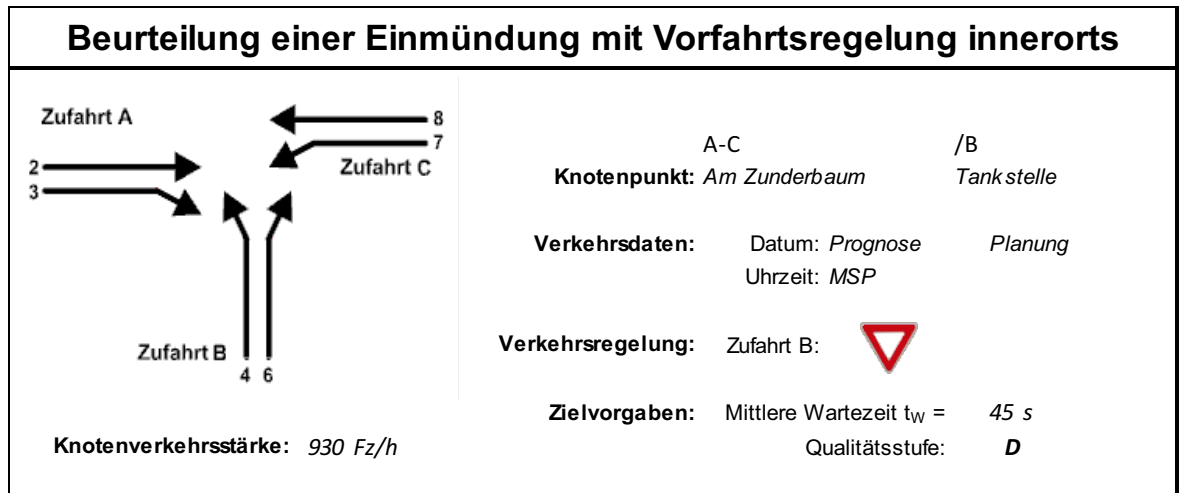 Beurteilung einer Einmündung mit Vorfahrtsregelung innerorts
Zufahrt A
8
7
Zufahrt C
2
3
Zufahrt B
4 6
Knotenverkehrsstärke: 930 Fz/h
A-C /B
Knotenpunkt: Am Zunderbaum Tankstelle
Verkehrsdaten: Datum: Prognose Planung
Uhrzeit: MSP
Verkehrsregelung: Zufahrt B:
Zielvorgaben: Mittlere Wartezeit tW = 45 s
Qualitätsstufe: D